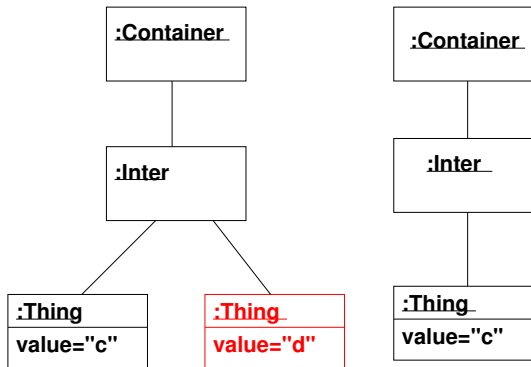 :Container
:Inter
:Thing
value="c"
:Thing
value="d"
:Container
:Inter
:Thing
value="c"